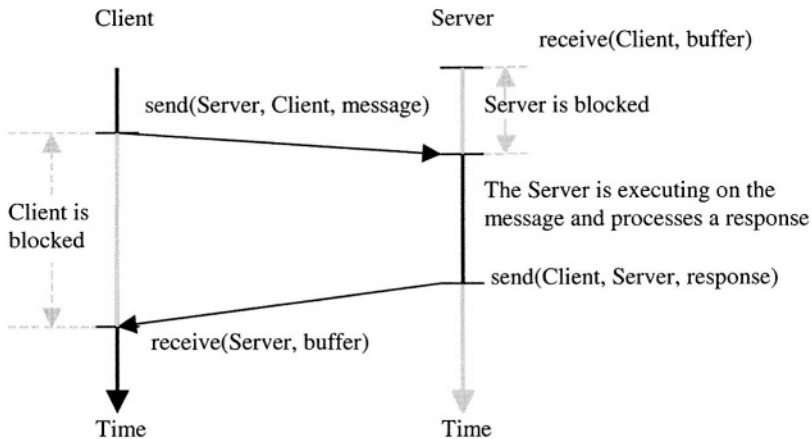 Client
Server
receive(Client, buffer)
send(Server, Client, message)
Server is blocked
Client is
blocked
The Server is executing on the
message and processes a response
send(Client, Server, response)
receive(Server, buffer)
Time
Time